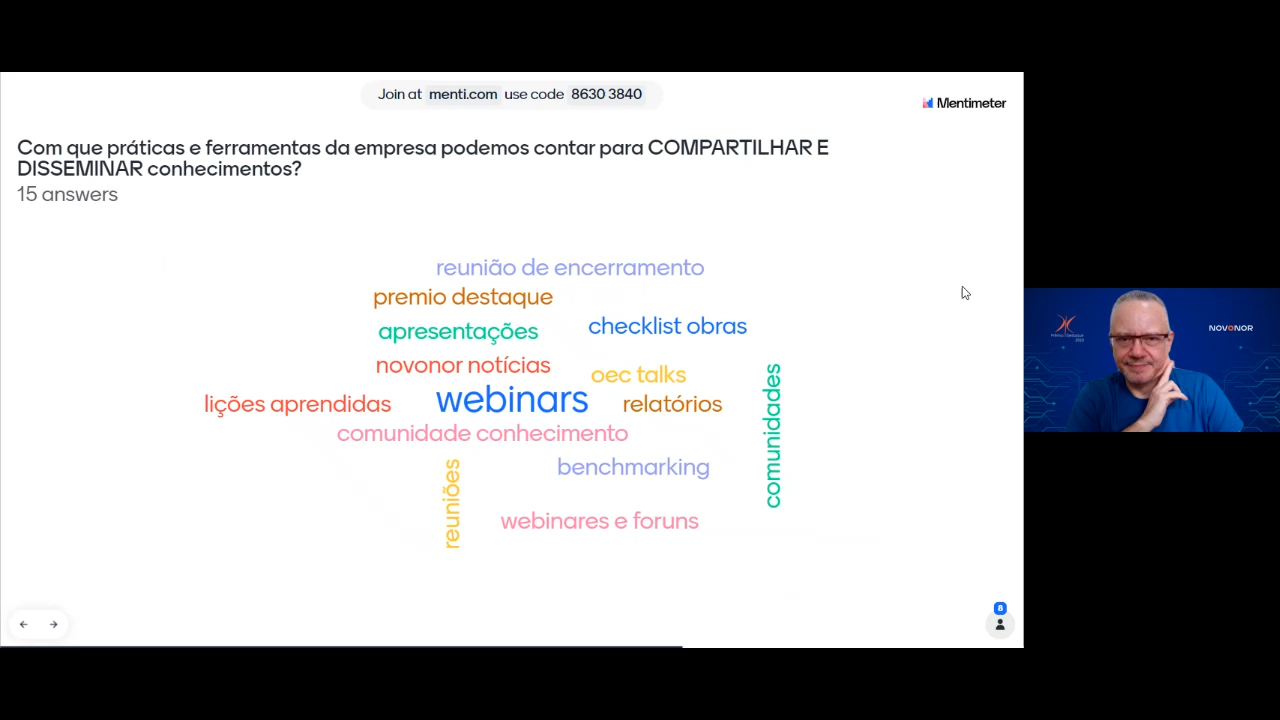 Join at menti.com use code 8630 3840
Mentimeter
Com que práticas e ferramentas da empresa podemos contar para COMPARTILHAR E
DISSEMINAR conhecimentos?
15 answers
reunião de encerramento
premio destaque
apresentações
checklist obras
novonor notícias
oec talks
lições aprendidas
webinars
relatórios
comunidades
comunidade conhecimento
benchmarking
reuniões
webinares e foruns
8
NOVONOR